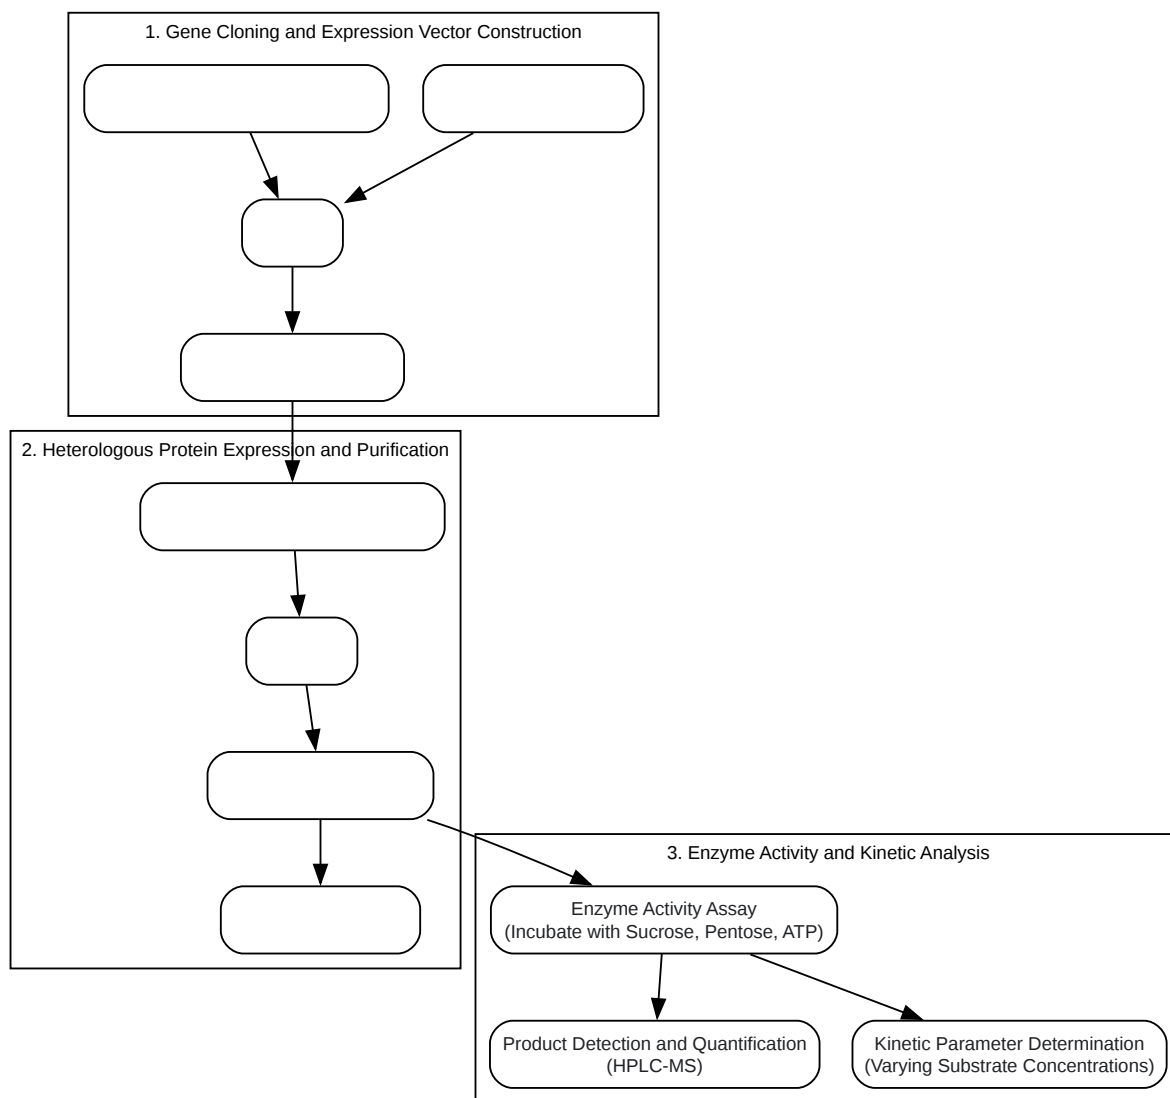 1. Gene Cloning and Expression Vector Construction
2. Heterologous Protein Expression and Purification
3. Enzyme Activity and Kinetic Analysis
Enzyme Activity Assay
(Incubate with Sucrose, Pentose, ATP)
Product Detection and Quantification
(HPLC-MS)
Kinetic Parameter Determination
(Varying Substrate Concentrations)